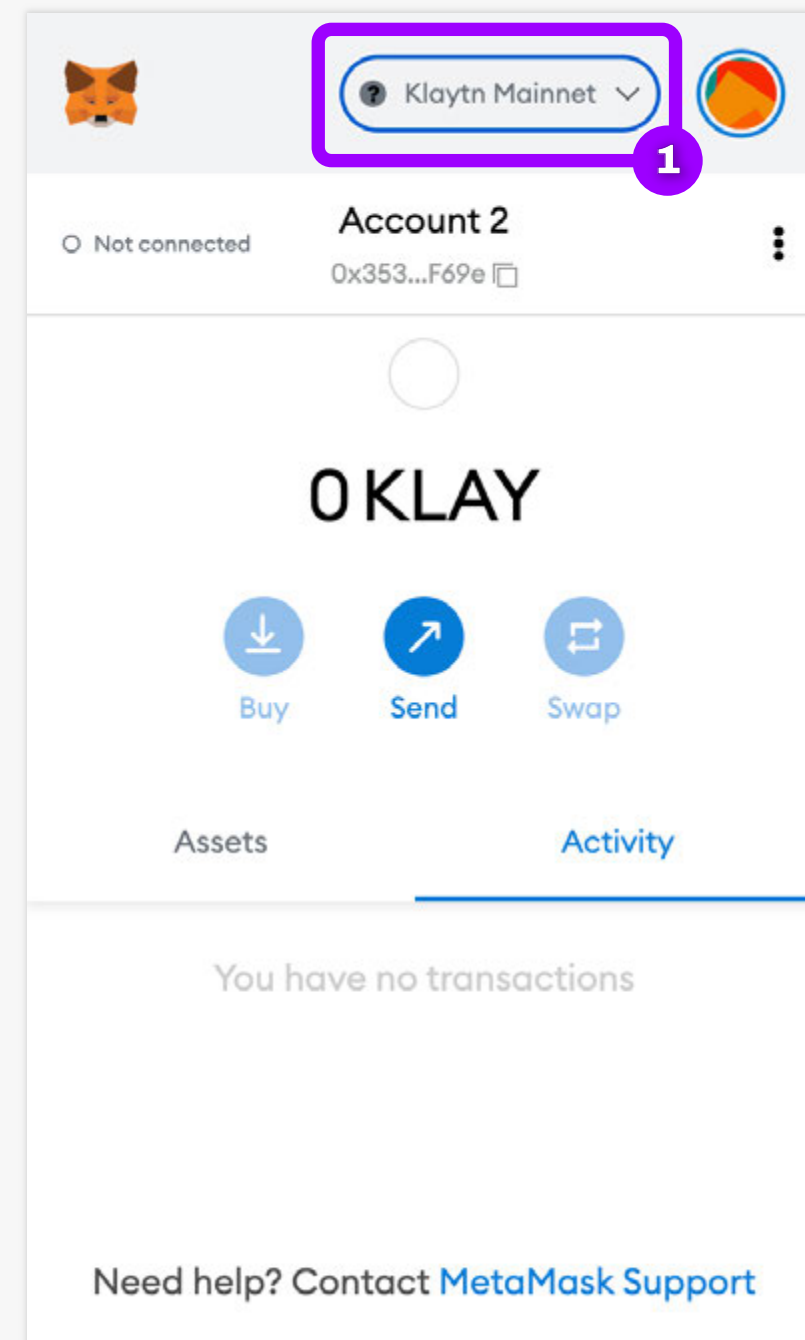 ? Klaytn Mainnet
1
Account 2
Not connected
0x353...F69e
0 KLAY
Buy Send Swap
Assets Activity
You have no transactions
Need help? Contact MetaMask Support